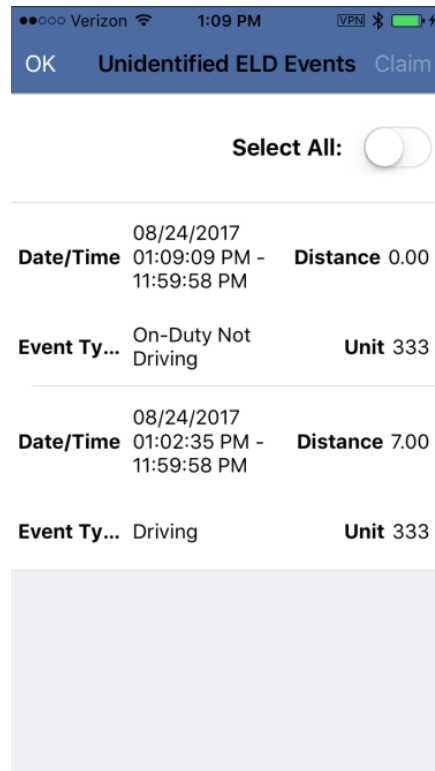 Verizon 1:09 PM VPN
OK Unidentified ELD Events Claim
Select All:
08/24/2017
Date/Time 01:09:09 PM - Distance 0.00
11:59:58 PM
On-Duty Not
Event Ty... Driving Unit 333
08/24/2017
Date/Time 01:02:35 PM - Distance 7.00
11:59:58 PM
Event Ty... Driving Unit 333